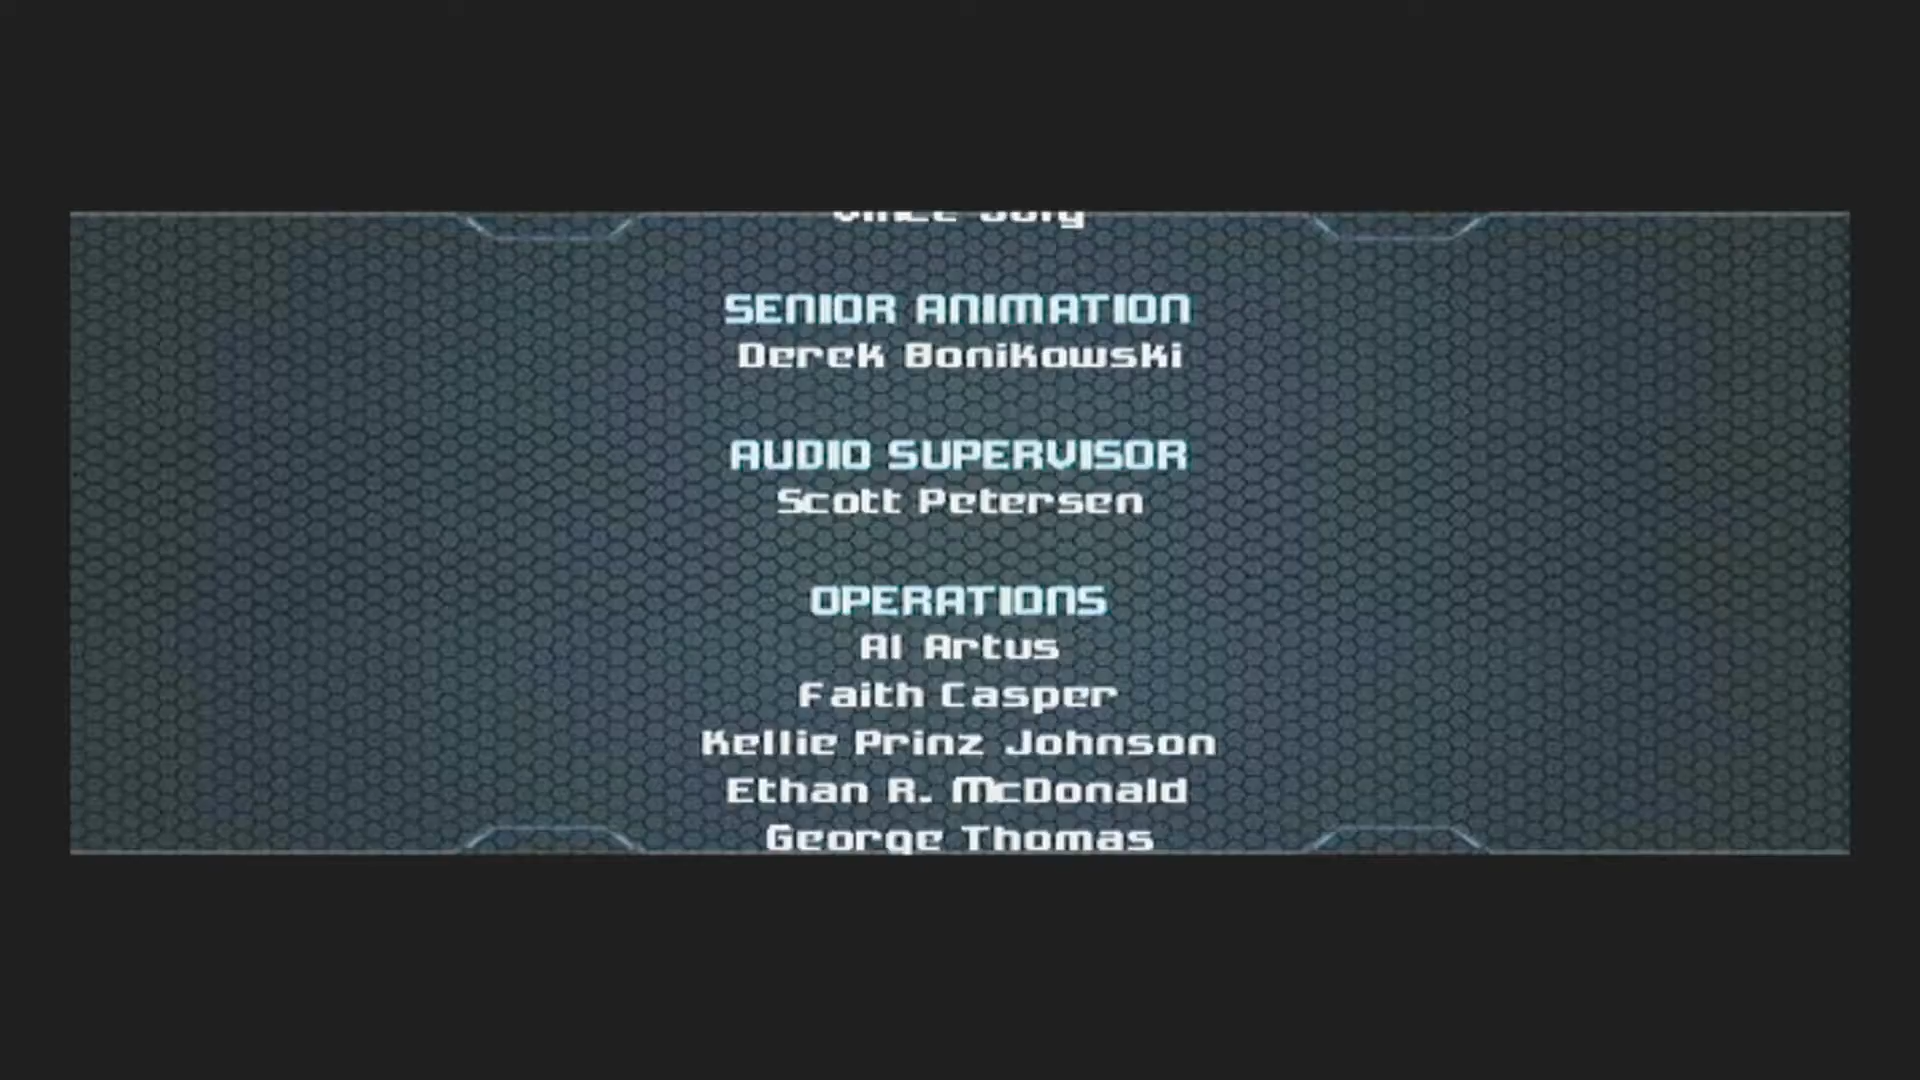 SENIOR ANIMATION
Derek Bonikowski
AUDIO SUPERVISOR
Scott Petersen
OPERATIONS
Al Artus
Faith Casper
Kellie Prinz Johnson
Ethan R. McDonald
George Thomas